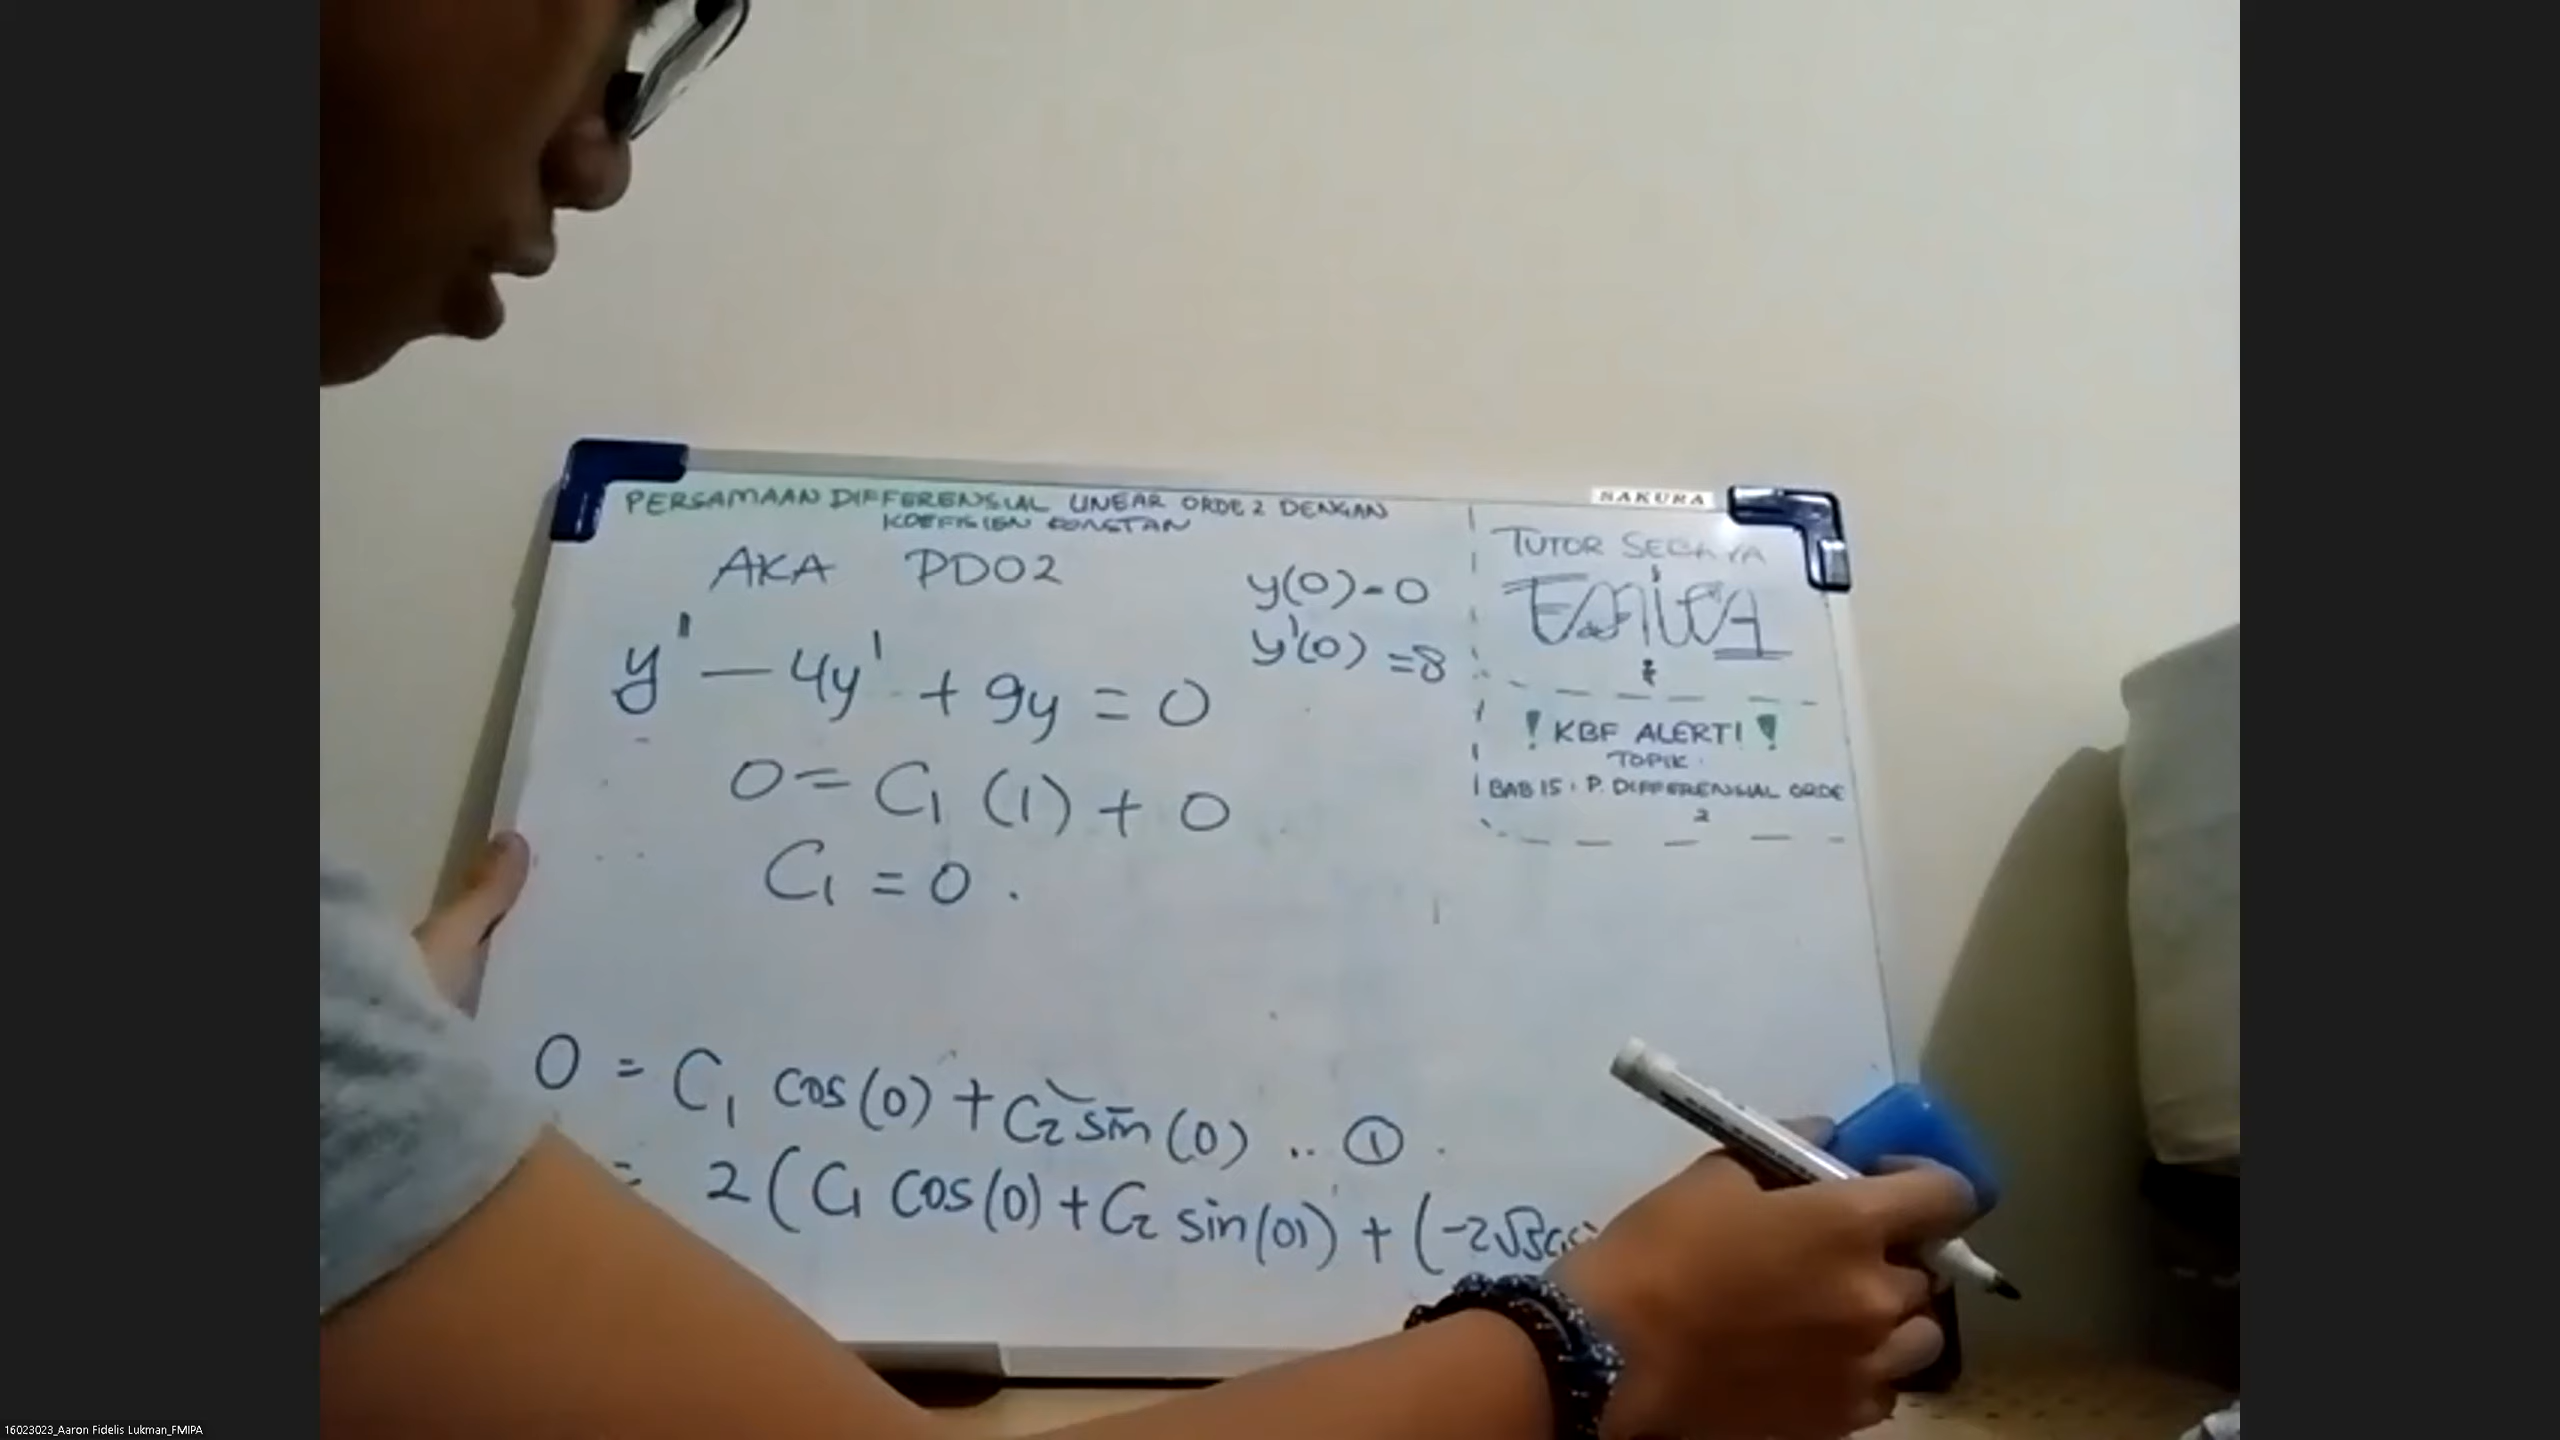 PERSAMAAN DIFFERENSIAL LINEAR ORDE 2 DENGAN
KOEFISIEN KONSTAN
AKA PDO2
y(0)=0
y'(0)=8
y" - 4y' + 9y = 0
0 = C₁ (1) + 0
C₁ = 0.
0 = C₁ cos(0) + C₂ sin(0) .. ①
= 2(C₁ cos(0) + C₂ sin(0)) + (-2√
SAKURA
TUTOR SEBAYA
! KBF ALERT! !
TOPIK:
BAB 15: P. DIFFERENSIAL ORDE
2
16023023_Aaron Fidelis Lukman_FMIPA